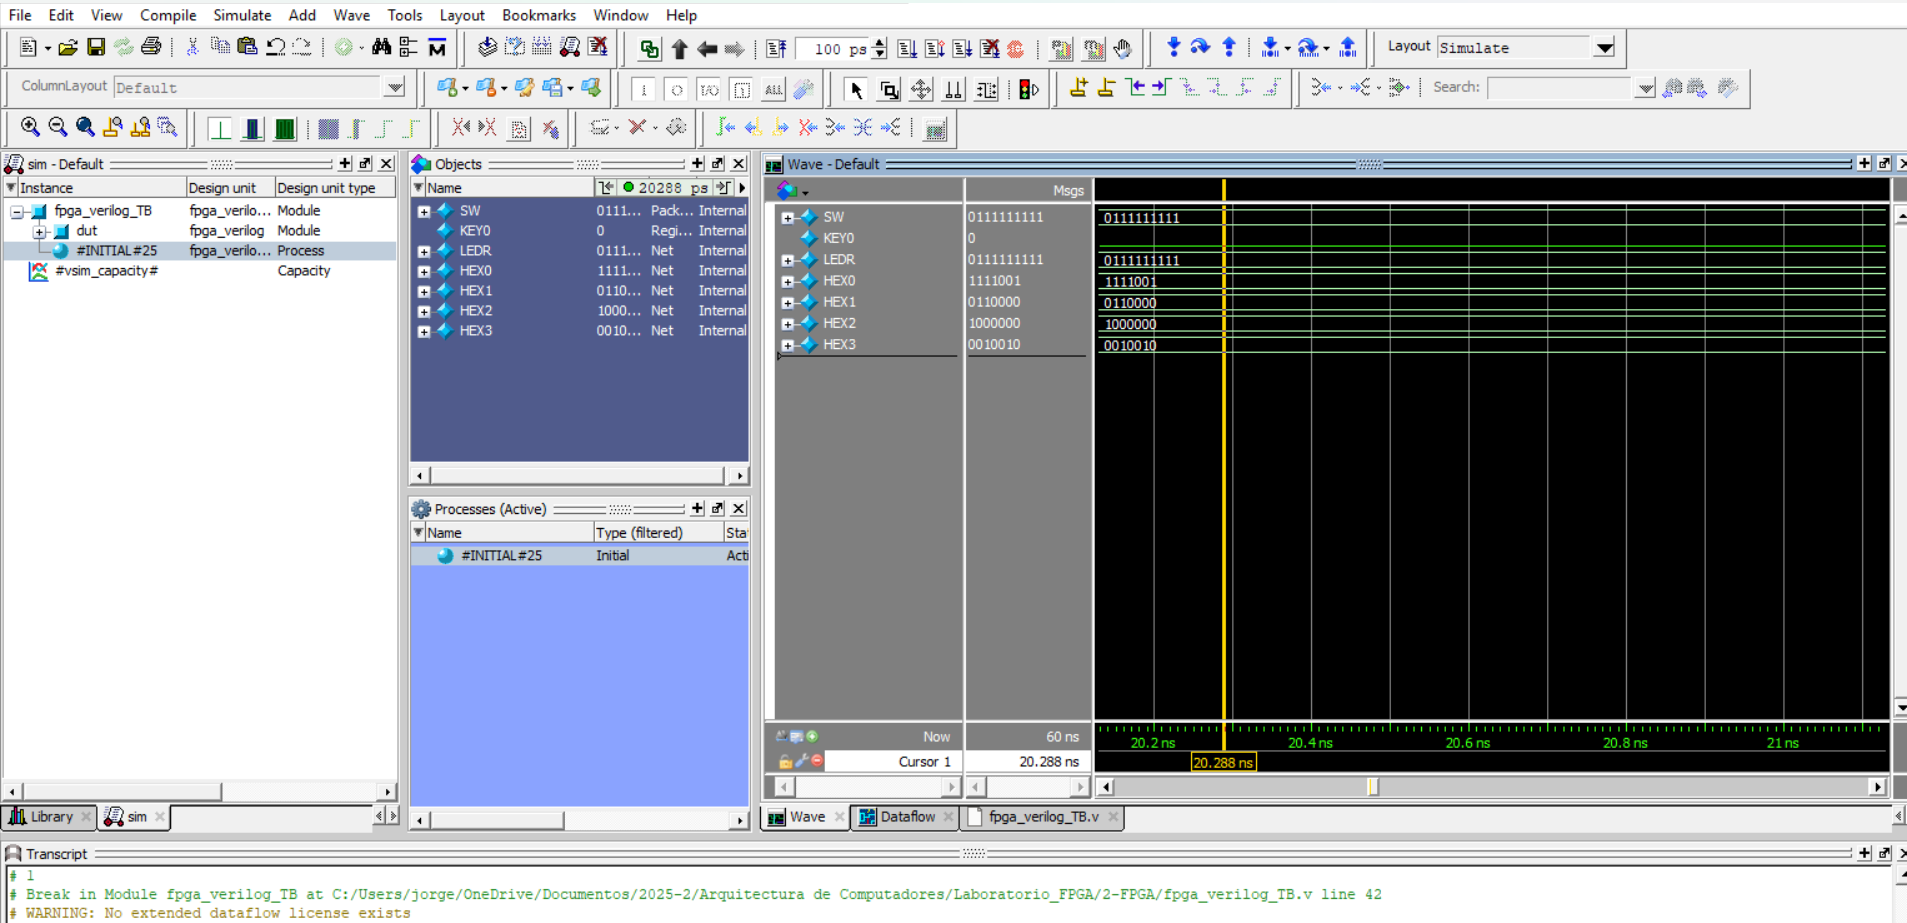 File Edit View Compile Simulate Add Wave Tools Layout Bookmarks Window Help
100 ps
Layout Simulate
ColumnLayout Default
Search:
sim - Default
Instance Design unit Design unit type
fpga_verilog_TB fpga_verilo... Module
dut fpga_verilog Module
#INITIAL#25 fpga_verilo... Process
#vsim_capacity# Capacity
Library sim
Objects
Name 20288 ps
SW 0111... Pack... Internal
KEY0 0 Regi... Internal
LEDR 0111... Net Internal
HEX0 1111... Net Internal
HEX1 0110... Net Internal
HEX2 1000... Net Internal
HEX3 0010... Net Internal
Processes (Active)
Name Type (filtered) Sta
#INITIAL#25 Initial Acti
Wave - Default
Msgs
SW 0111111111 0111111111
KEY0 0
LEDR 0111111111 0111111111
HEX0 1111001 1111001
HEX1 0110000 0110000
HEX2 1000000 1000000
HEX3 0010010 0010010
Now 60 ns 20.2 ns 20.4 ns 20.6 ns 20.8 ns 21 ns
Cursor 1 20.288 ns 20.288 ns
Wave Dataflow fpga_verilog_TB.v
Transcript
# 1
# Break in Module fpga_verilog_TB at C:/Users/jorge/OneDrive/Documentos/2025-2/Arquitectura de Computadores/Laboratorio_FPGA/2-FPGA/fpga_verilog_TB.v line 42
# WARNING: No extended dataflow license exists